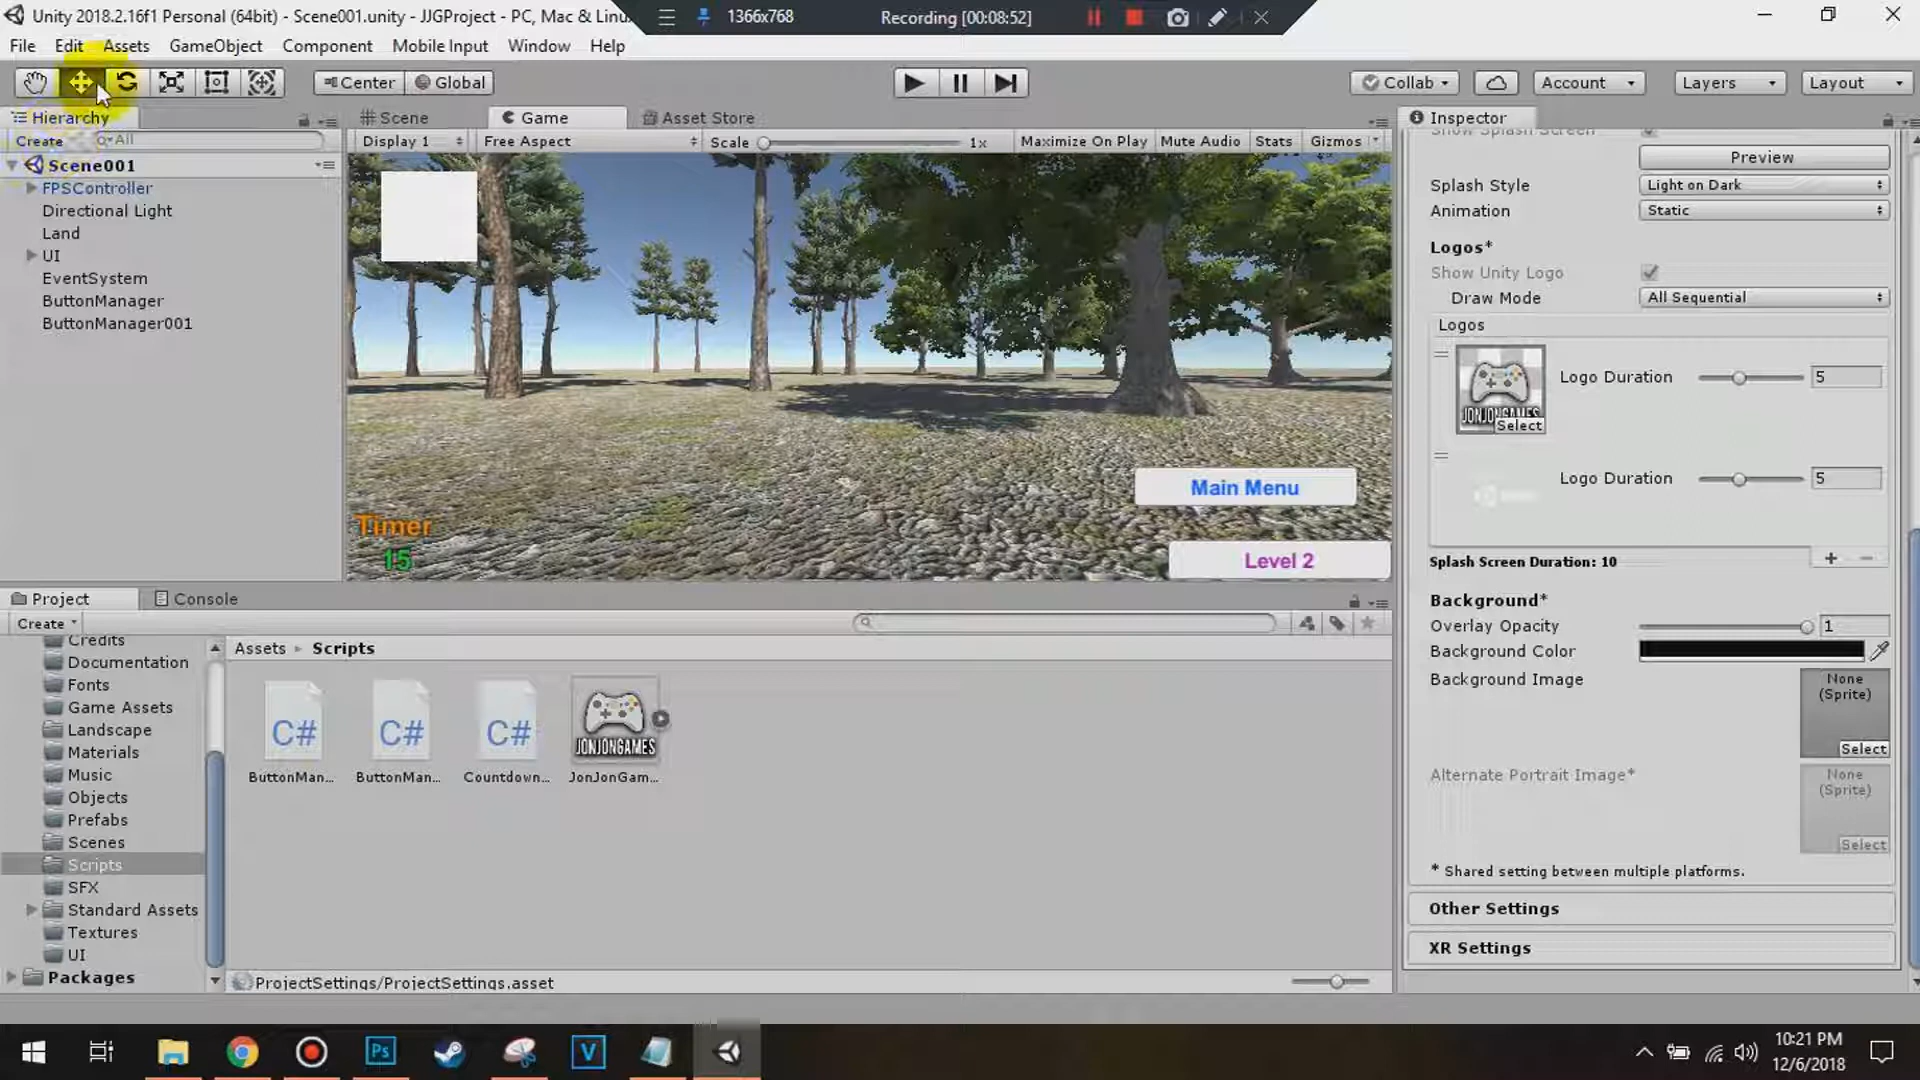 Unity 2018.2.16f1 Personal (64bit) - Scene001.unity - JJGProject - PC, Mac & Linu
1366x768
Recording [00:08:52]
File Edit Assets GameObject Component Mobile Input Window Help
Center Global
Collab Account Layers Layout
Hierarchy
Scene Game Asset Store
Inspector
Create All
Display 1 Free Aspect Scale 1x Maximize On Play Mute Audio Stats Gizmos
Show Splash Screen
Preview
Scene001
FPSController
Directional Light
Land
UI
EventSystem
ButtonManager
ButtonManager001
Main Menu
Timer
15
Level 2
Splash Style Light on Dark
Animation Static
Logos*
Show Unity Logo
Draw Mode All Sequential
Logos
JONJONGAMES
Select
Logo Duration 5
Logo Duration 5
Splash Screen Duration: 10
Background*
Overlay Opacity 1
Background Color
Background Image
None
(Sprite)
Select
Alternate Portrait Image*
None
(Sprite)
Select
* Shared setting between multiple platforms.
Other Settings
XR Settings
Project Console
Create
Credits
Documentation
Fonts
Game Assets
Landscape
Materials
Music
Objects
Prefabs
Scenes
Scripts
SFX
Standard Assets
Textures
UI
Packages
Assets Scripts
C# C# C# JONJONGAMES
ButtonMan... ButtonMan... Countdown... JonJonGam...
ProjectSettings/ProjectSettings.asset
Ps V
10:21 PM
12/6/2018